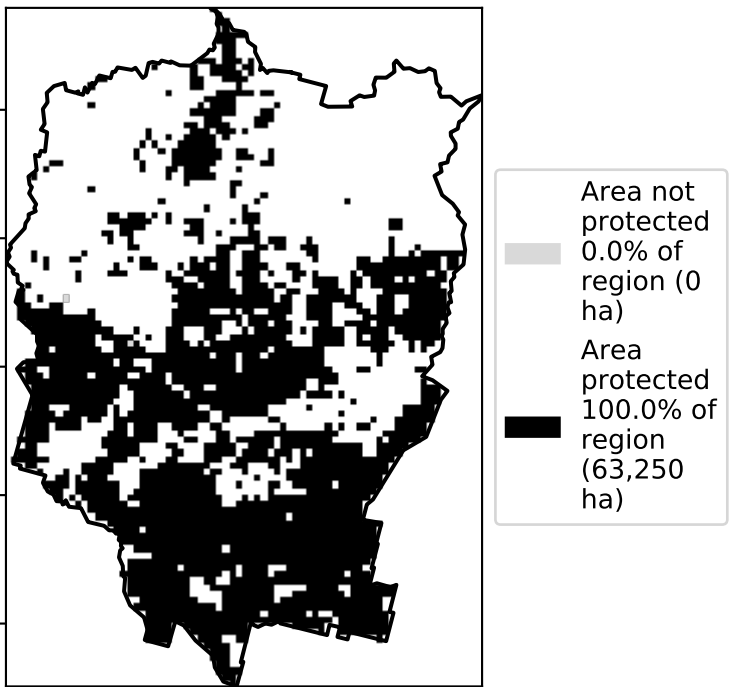 Area not
protected
0.0% of
region (0
ha)
Area
protected
100.0% of
region
(63,250
ha)